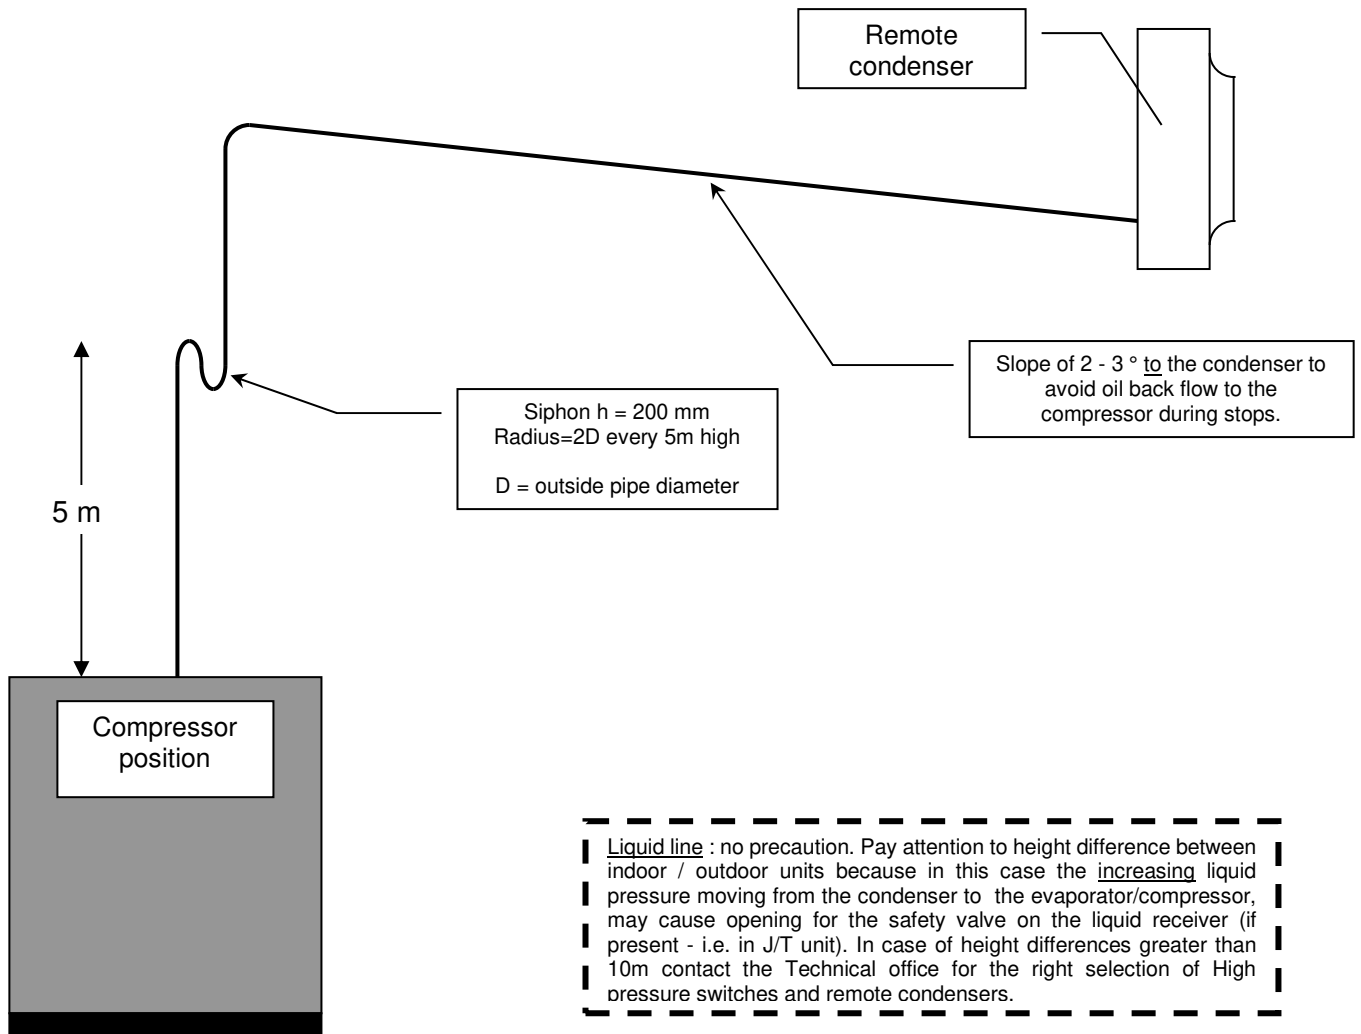 Remote
condenser
Slope of 2 - 3 ° to the condenser to
avoid oil back flow to the
compressor during stops.
Siphon h = 200 mm
Radius=2D every 5m high
D = outside pipe diameter
5 m
Compressor
position
Liquid line : no precaution. Pay attention to height difference between
indoor / outdoor units because in this case the increasing liquid
pressure moving from the condenser to the evaporator/compressor,
may cause opening for the safety valve on the liquid receiver (if
present - i.e. in J/T unit). In case of height differences greater than
10m contact the Technical office for the right selection of High
pressure switches and remote condensers.